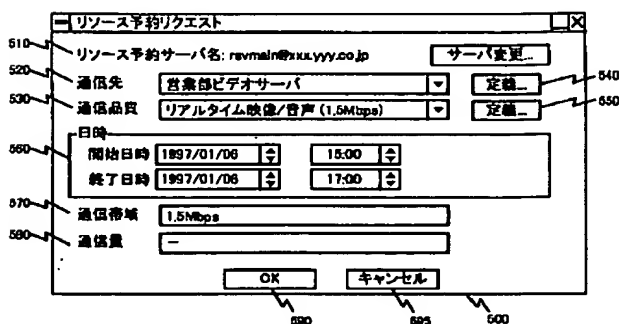 リソース予約リクエスト
510 リソース予約サーバ名: rsvmain@xxx.yyy.co.jp サーバ変更...
520 通信先 営業部ビデオサーバ 定義... 540
530 通信品質 リアルタイム映像/音声 (1.5Mbps) 定義... 550
日時
560 開始日時 1997/01/06 15:00
終了日時 1997/01/06 17:00
570 通信帯域 1.5Mbps
580 通信量 －
OK キャンセル
590 595 500